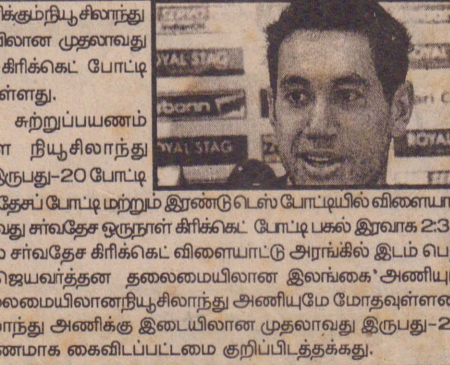 க்கும் நியூசிலாந்து
யிலான முதலாவது
கிரிக்கெட் போட்டி
ள்ளது.
சுற்றுப்பயணம்
ள நியூசிலாந்து
இருபது-20 போட்டி
ROYAL STAG
ROYAL STAG
ROYAL
தேசப் போட்டி மற்றும் இரண்டு டெஸ் போட்டியில் விளையா
வது சர்வதேச ஒருநாள் கிரிக்கெட் போட்டி பகல் இரவாக 2:3
ல் சர்வதேச கிரிக்கெட் விளையாட்டு அரங்கில் இடம் பெ
ஜெயவர்த்தன தலைமையிலான இலங்கை அணியு
லைமையிலான நியூசிலாந்து அணியுமே மோதவுள்ளன
லாந்து அணிக்கு இடையிலான முதலாவது இருபது-2
ணமாக கைவிடப்பட்டமை குறிப்பிடத்தக்கது.